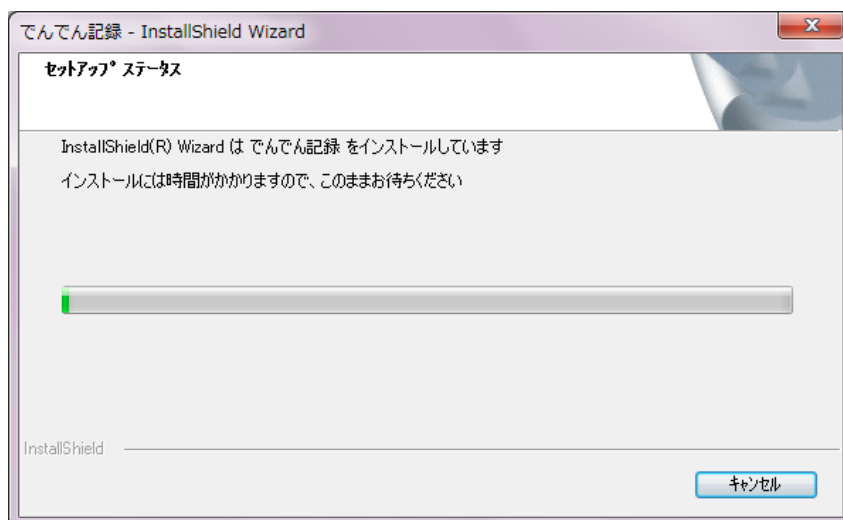 でんでん記録 - InstallShield Wizard
セットアップ ステータス
InstallShield(R) Wizard は でんでん記録 をインストールしています
インストールには時間がかかりますので、このままお待ちください
InstallShield
キャンセル